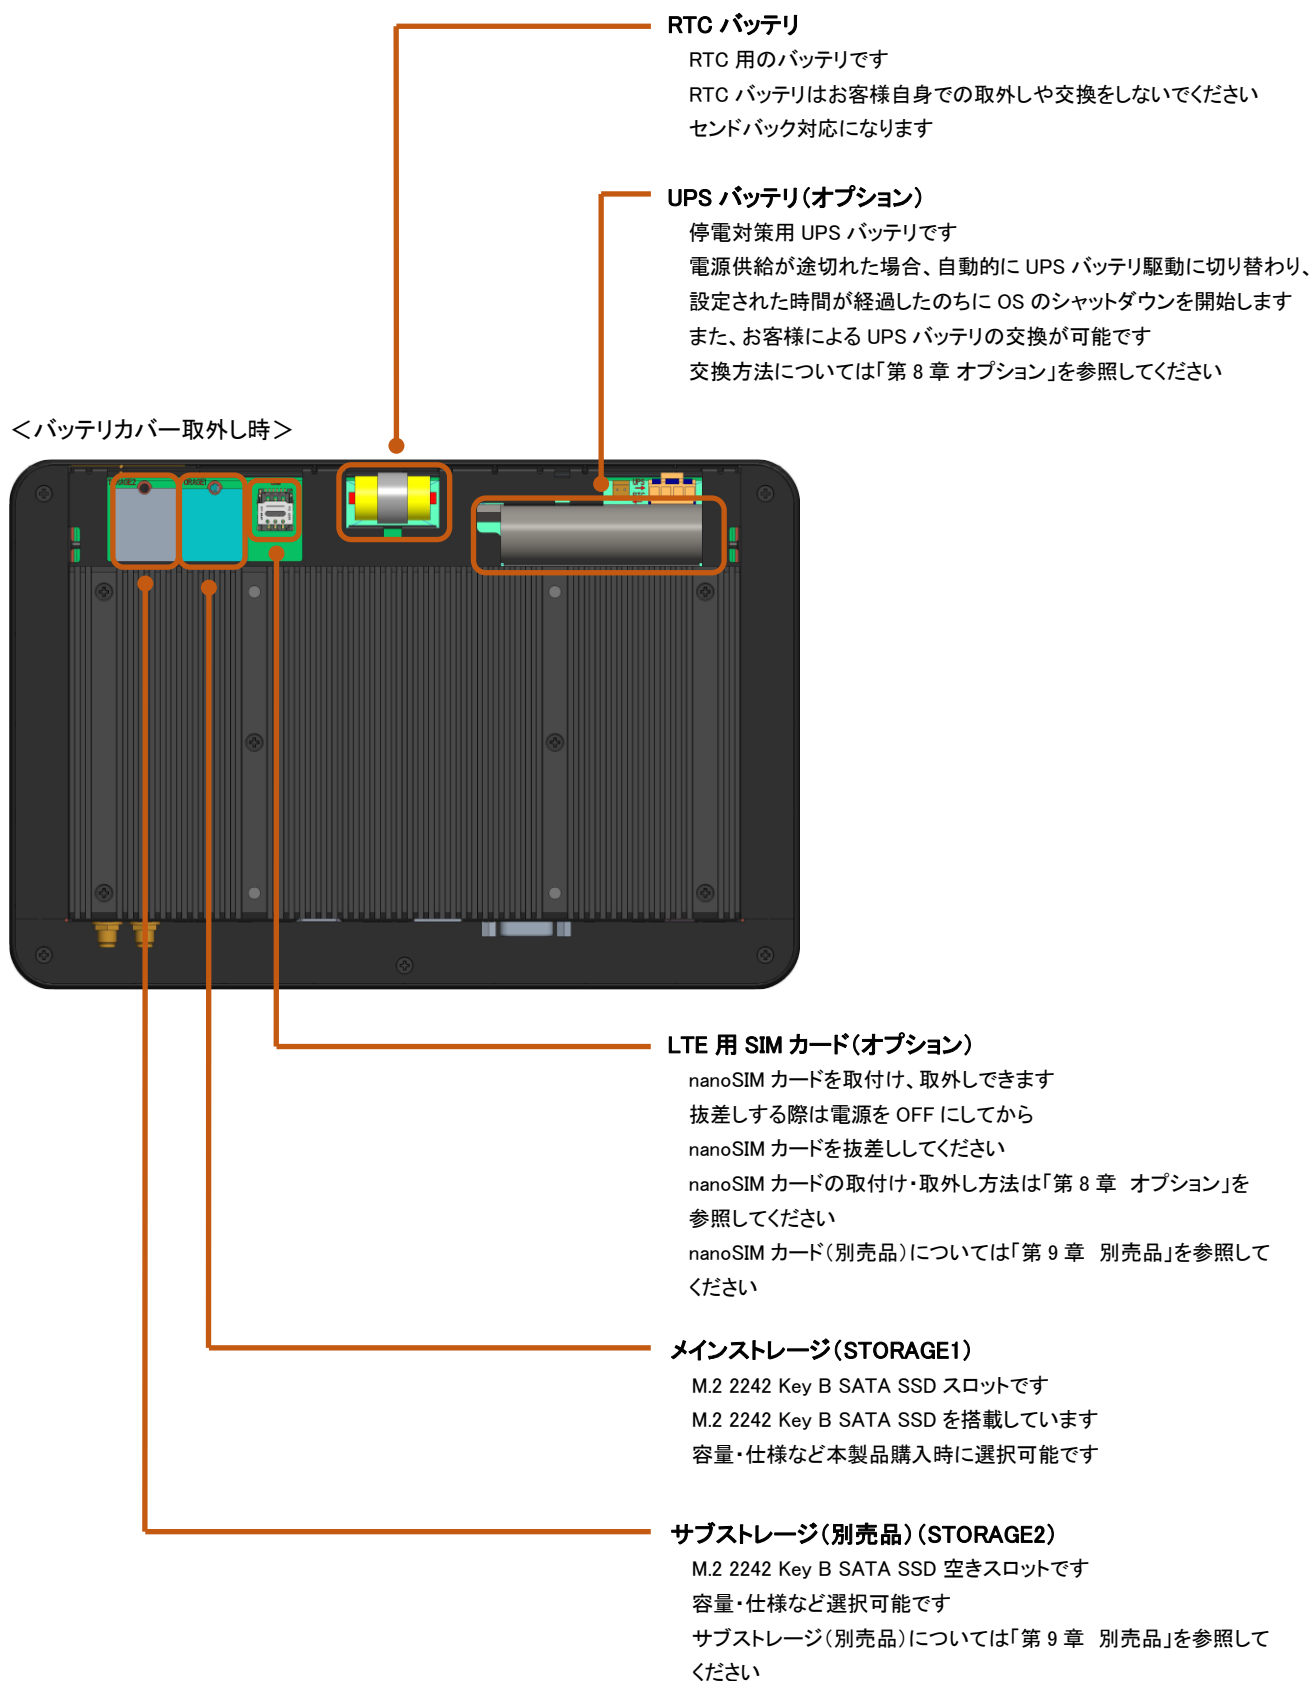 RTC バッテリ
RTC 用のバッテリです
RTC バッテリはお客様自身での取外しや交換をしないでください
センドバック対応になります
UPS バッテリ（オプション）
停電対策用 UPS バッテリです
電源供給が途切れた場合、自動的に UPS バッテリ駆動に切り替わり、
設定された時間が経過したのちに OS のシャットダウンを開始します
また、お客様による UPS バッテリの交換が可能です
交換方法については「第 8 章 オプション」を参照してください
＜バッテリカバー取外し時＞
UPS
LTE 用 SIM カード（オプション）
nanoSIM カードを取付け、取外しできます
抜差しする際は電源を OFF にしてから
nanoSIM カードを抜差ししてください
nanoSIM カードの取付け・取外し方法は「第 8 章　オプション」を
参照してください
nanoSIM カード（別売品）については「第 9 章　別売品」を参照して
ください
メインストレージ（STORAGE1）
M.2 2242 Key B SATA SSD スロットです
M.2 2242 Key B SATA SSD を搭載しています
容量・仕様など本製品購入時に選択可能です
サブストレージ（別売品）（STORAGE2）
M.2 2242 Key B SATA SSD 空きスロットです
容量・仕様など選択可能です
サブストレージ（別売品）については「第 9 章　別売品」を参照して
ください